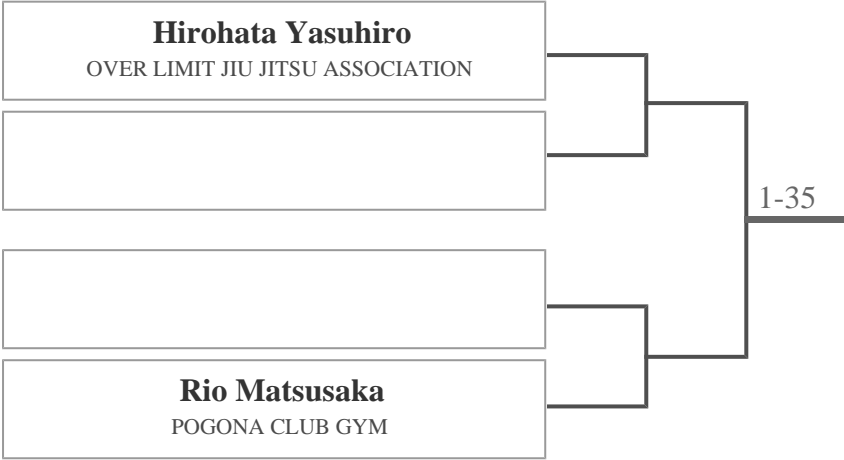 Hirohata Yasuhiro
OVER LIMIT JIU JITSU ASSOCIATION
1-35
Rio Matsusaka
POGONA CLUB GYM